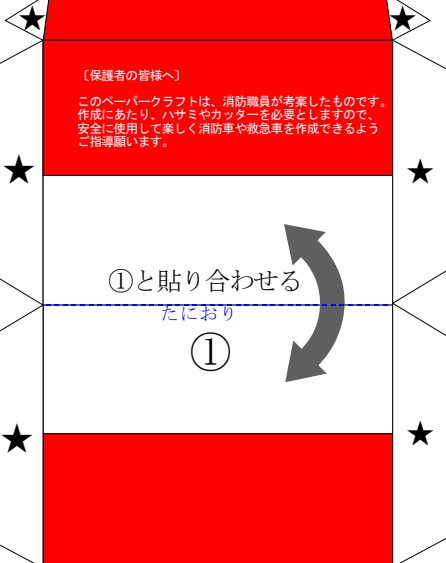 〔保護者の皆様へ〕
このペーパークラフトは、消防職員が考案したものです。
作成にあたり、ハサミやカッターを必要としますので、
安全に使用して楽しく消防車や救急車を作成できるよう
ご指導願います。
①と貼り合わせる
たにおり
①